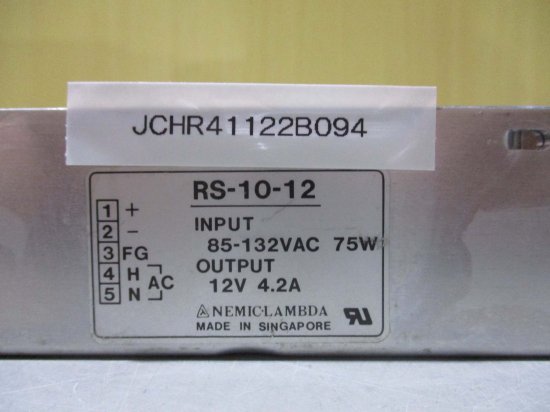 JCHR41122B094
RS-10-12
1 +
2 −
3 FG
4 H
5 N
AC
INPUT
85-132VAC 75W
OUTPUT
12V 4.2A
NEMIC-LAMBDA
MADE IN SINGAPORE